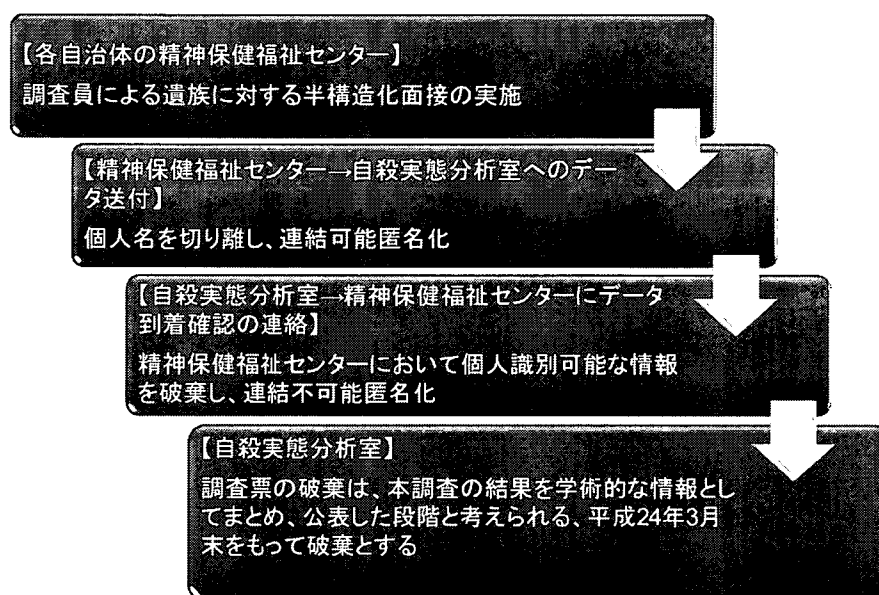 【各自治体の精神保健福祉センター】
調査員による遺族に対する半構造化面接の実施
【精神保健福祉センター→自殺実態分析室へのデー
タ送付】
個人名を切り離し、連結可能匿名化
【自殺実態分析室→精神保健福祉センターにデータ
到着確認の連絡】
精神保健福祉センターにおいて個人識別可能な情報
を破棄し、連結不可能匿名化
【自殺実態分析室】
調査票の破棄は、本調査の結果を学術的な情報とし
てまとめ、公表した段階と考えられる、平成24年3月
末をもって破棄とする